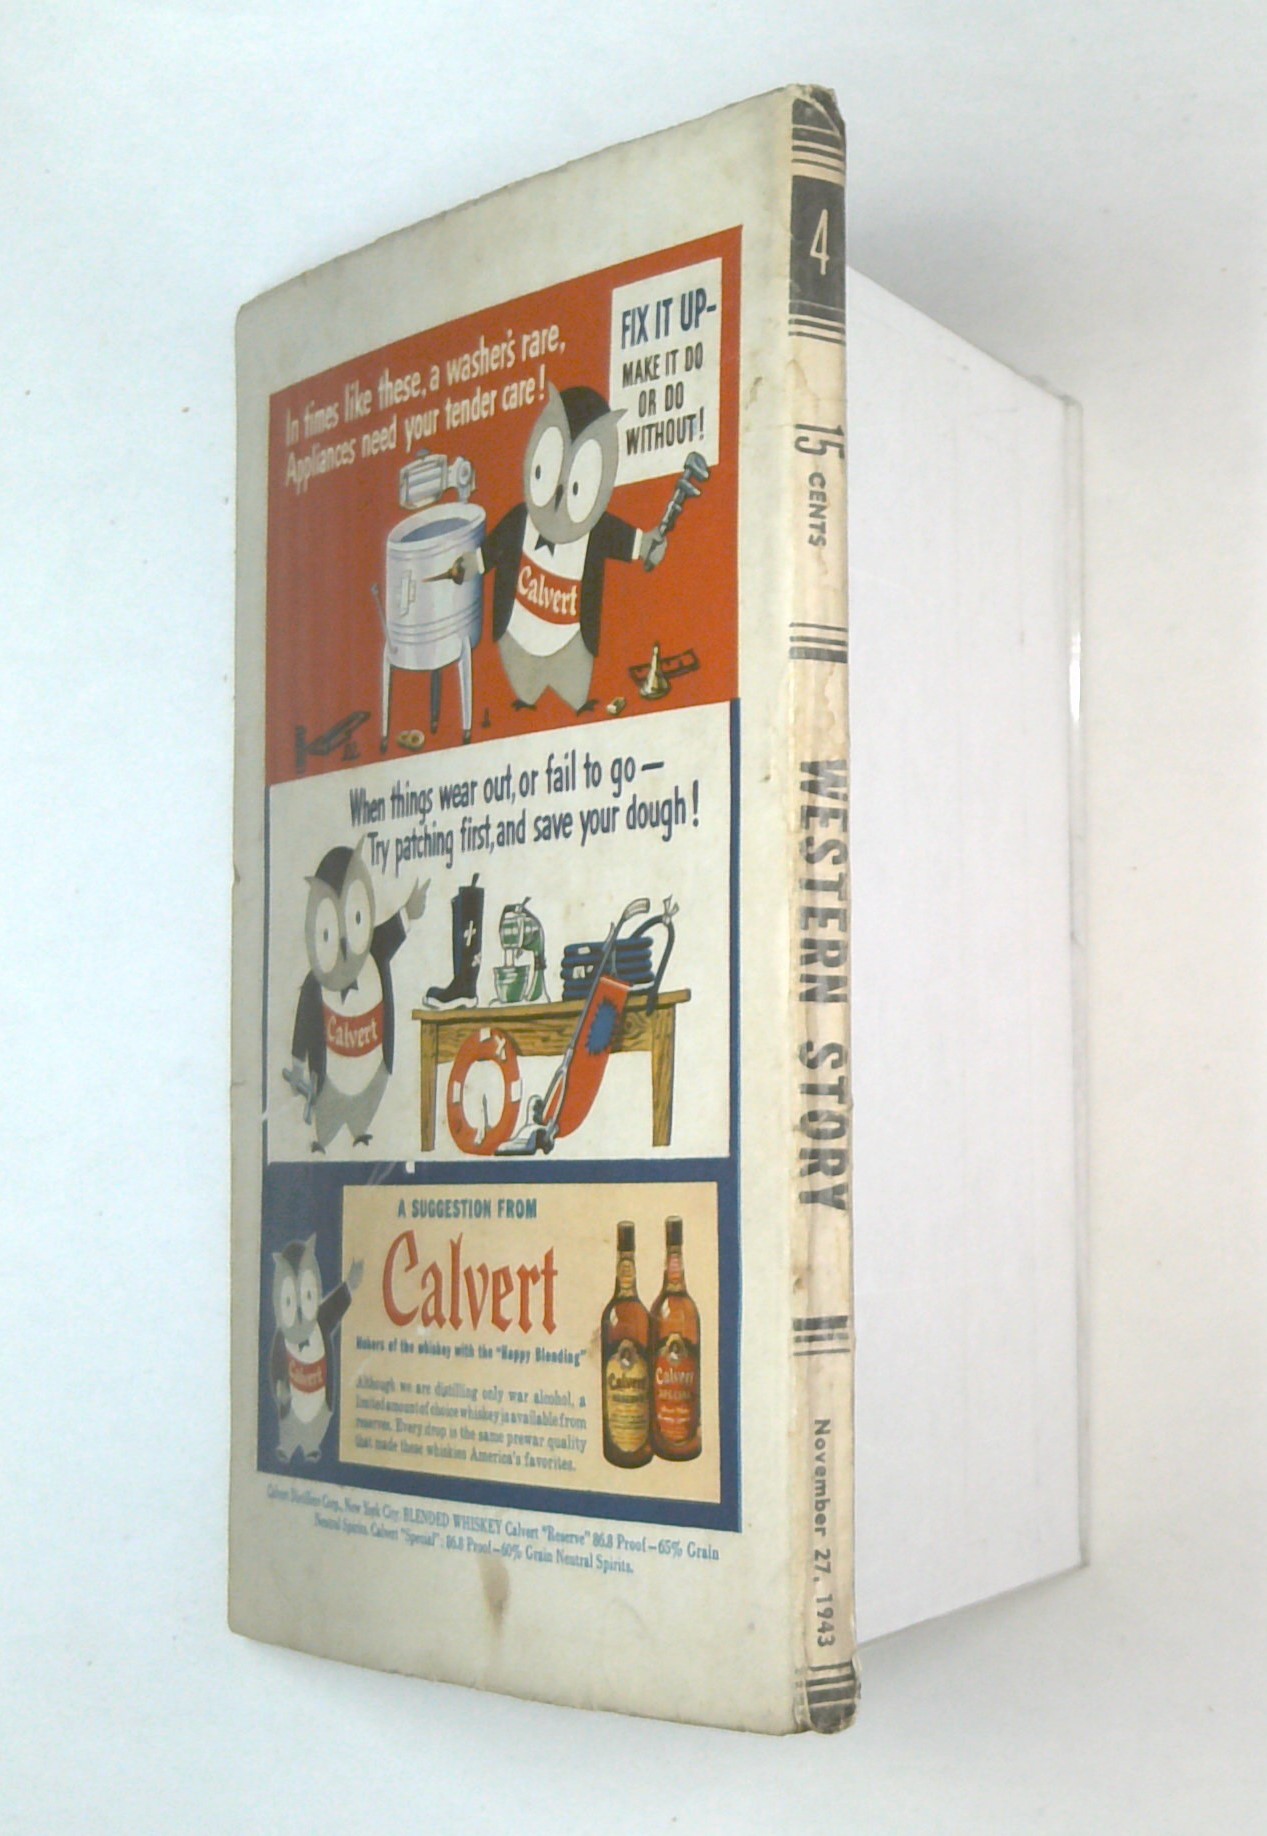 In times like these, a washer's rare,
Appliances need your tender care!
FIX IT UP-
MAKE IT DO
OR DO
WITHOUT!
Calvert
When things wear out, or fail to go —
Try patching first, and save your dough!
Calvert
A SUGGESTION FROM
Calvert
Makers of the whiskey with the "Happy Blending"
Although we are distilling only war alcohol, a
limited amount of choice whiskey is available from
reserves. Every drop is the same prewar quality
that made these whiskies America's favorites.
Calvert
Calvert
RESERVE
Calvert
SPECIAL
Calvert Distillers Corp., New York City. BLENDED WHISKEY Calvert "Reserve" 86.8 Proof—65% Grain
Neutral Spirits. Calvert "Special": 86.8 Proof—60% Grain Neutral Spirits.
4
15 CENTS
WESTERN STORY
November 27, 1943